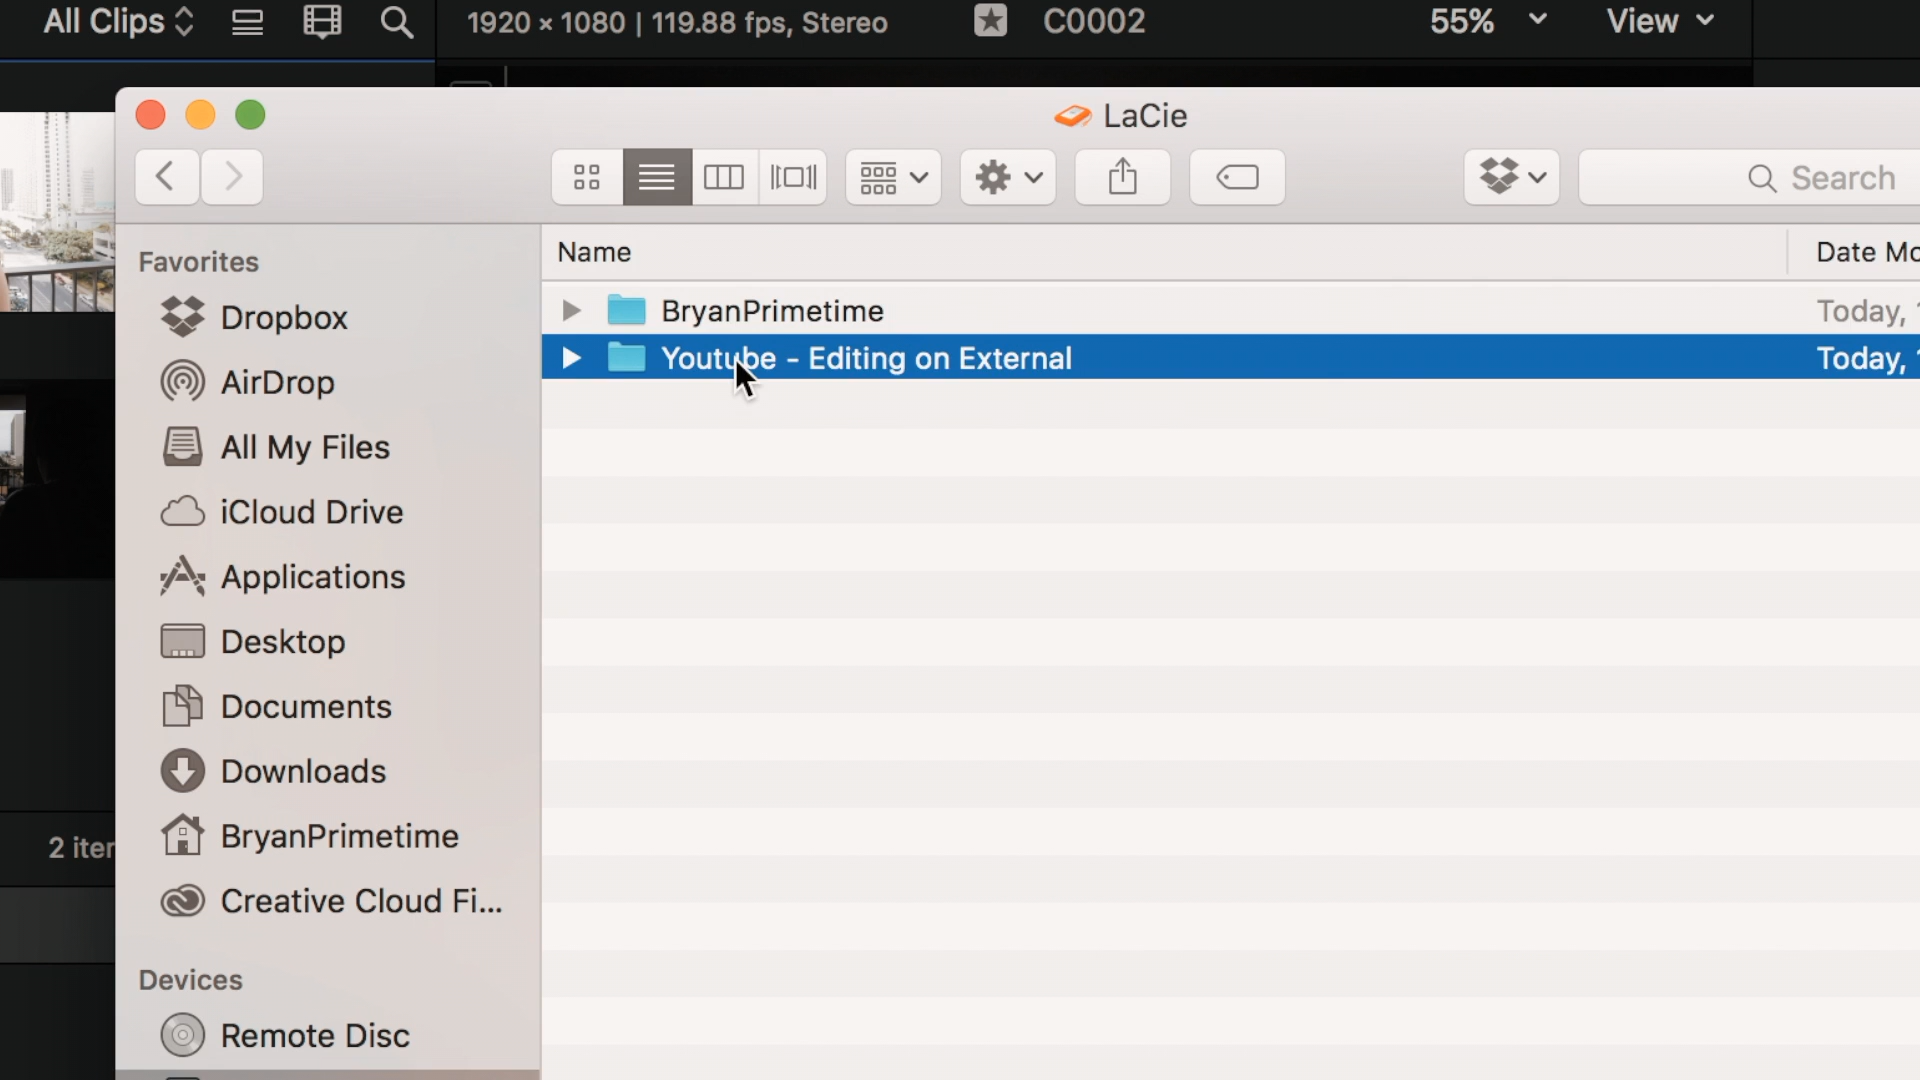 All Clips
1920 × 1080 | 119.88 fps, Stereo
C0002
55%
View
LaCie
Search
Favorites
Dropbox
AirDrop
All My Files
iCloud Drive
Applications
Desktop
Documents
Downloads
BryanPrimetime
Creative Cloud Fi...
Devices
Remote Disc
Name
Date Mo
BryanPrimetime
Today, 1
Youtube - Editing on External
Today, 1
2 iter